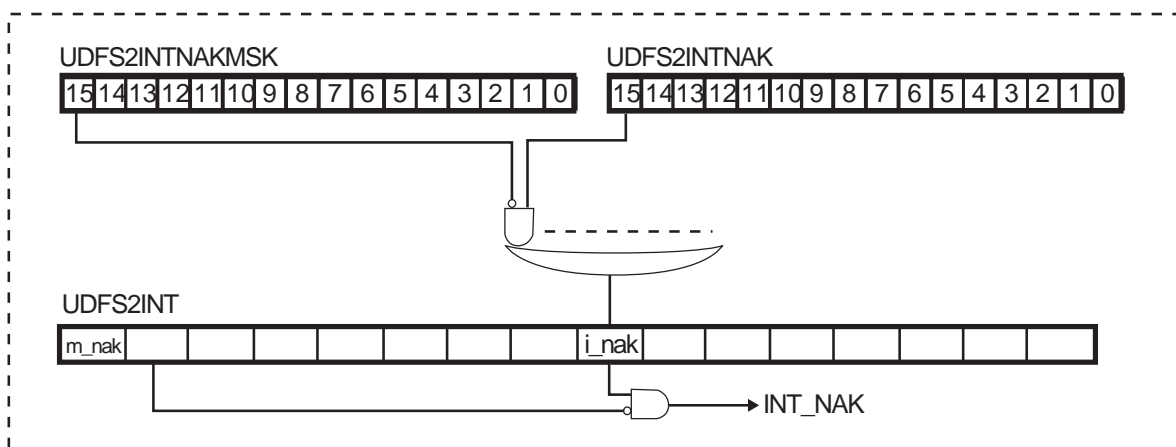 UDFS2INTNAKMSK UDFS2INTNAK
15 14 13 12 11 10 9 8 7 6 5 4 3 2 1 0 15 14 13 12 11 10 9 8 7 6 5 4 3 2 1 0
UDFS2INT
m_nak i_nak
INT_NAK